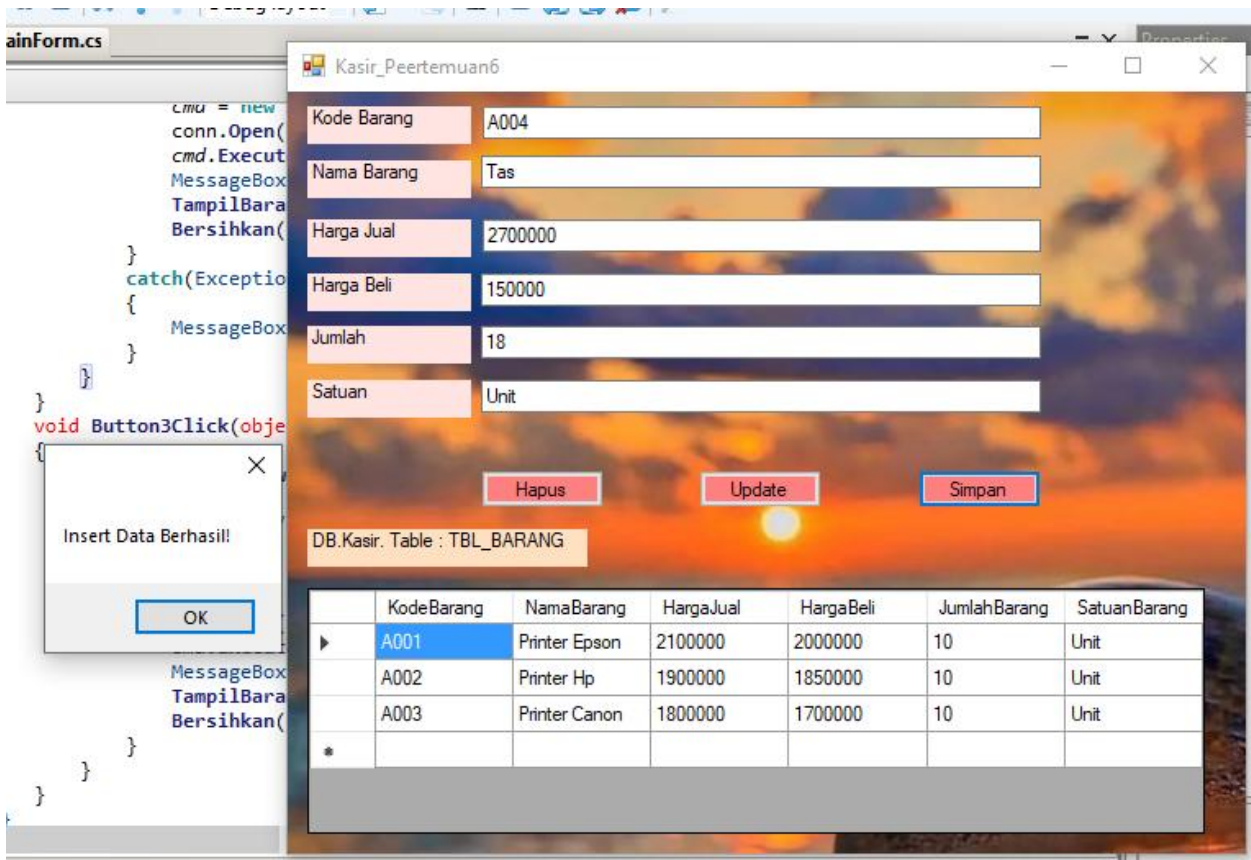 ainForm.cs
Properties
Kasir_Peertemuan6
cmd = new
conn.Open(
cmd.Execut
MessageBox
TampilBara
Bersihkan(
}
catch(Exceptio
{
MessageBox
}
}
}
void Button3Click(obje
{
Insert Data Berhasil!
OK
MessageBox
TampilBara
Bersihkan(
}
}
}
Kode Barang A004
Nama Barang Tas
Harga Jual 2700000
Harga Beli 150000
Jumlah 18
Satuan Unit
Hapus Update Simpan
DB.Kasir. Table : TBL_BARANG
KodeBarang NamaBarang HargaJual HargaBeli JumlahBarang SatuanBarang
A001 Printer Epson 2100000 2000000 10 Unit
A002 Printer Hp 1900000 1850000 10 Unit
A003 Printer Canon 1800000 1700000 10 Unit